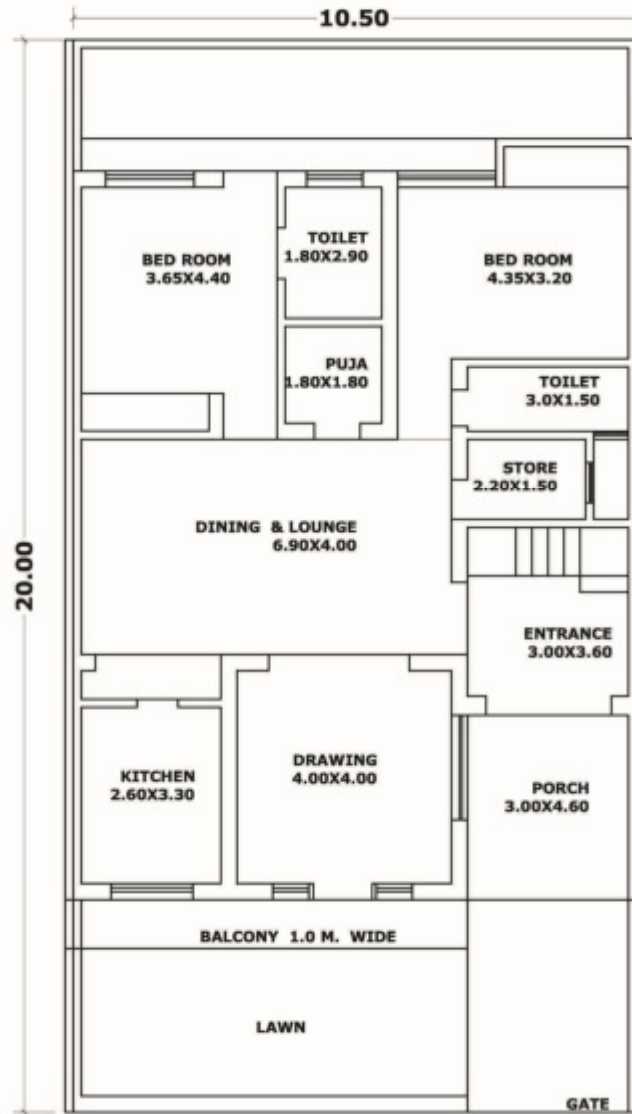 10.50
TOILET
1.80X2.90
BED ROOM
3.65X4.40
BED ROOM
4.35X3.20
PUJA
1.80X1.80
TOILET
3.0X1.50
STORE
2.20X1.50
DINING & LOUNGE
6.90X4.00
20.00
ENTRANCE
3.00X3.60
DRAWING
4.00X4.00
KITCHEN
2.60X3.30
PORCH
3.00X4.60
BALCONY 1.0 M. WIDE
LAWN
GATE